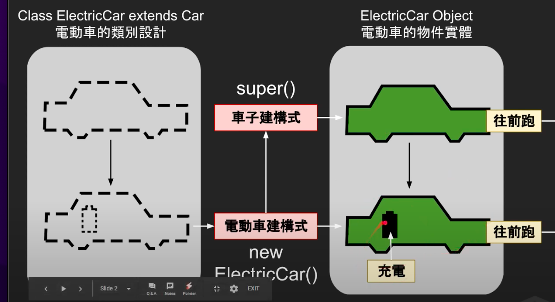 Class ElectricCar extends Car
電動車的類別設計
ElectricCar Object
電動車的物件實體
super()
車子建構式
往前跑
電動車建構式
往前跑
new
ElectricCar()
充電
Slide 2
Q&A
Notes
Pointer
EXIT